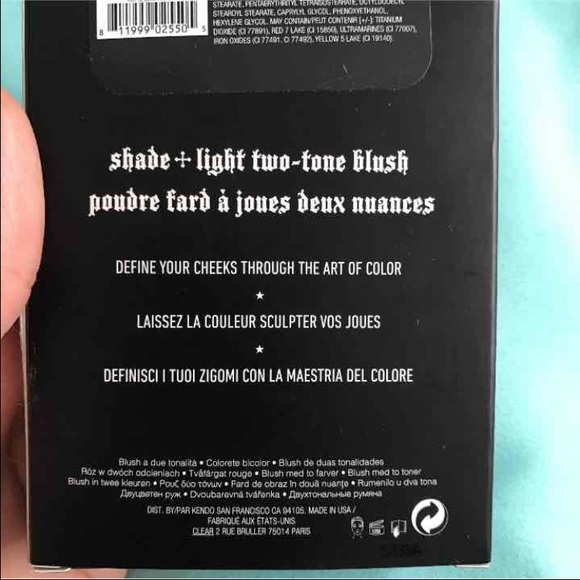 STEARATE, PENTAERYTHRITYL TETRAISOSTEARATE, OCTYLDODECYL
STEAROYL STEARATE, CAPRYLYL GLYCOL, PHENOXYETHANOL,
HEXYLENE GLYCOL. MAY CONTAIN/PEUT CONTENIR [+/-]: TITANIUM
DIOXIDE (CI 77891), RED 7 LAKE (CI 15850), ULTRAMARINES (CI 77007),
IRON OXIDES (CI 77491, CI 77492), YELLOW 5 LAKE (CI 19140).
8 11999 02550 5
shade + light two-tone blush
poudre fard à joues deux nuances
DEFINE YOUR CHEEKS THROUGH THE ART OF COLOR
LAISSEZ LA COULEUR SCULPTER VOS JOUES
DEFINISCI I TUOI ZIGOMI CON LA MAESTRIA DEL COLORE
Blush a due tonalità • Colorete bicolor • Blush de duas tonalidades
Róż w dwóch odcieniach • Tvåfärgat rouge • Blush med to farver • Blush med to toner
Blush in twee kleuren • Ρουζ δύο τόνων • Fard de obraz în două nuanțe • Rumenilo u dva tona
Двуцветен руж • Dvoubarevná tvářenka • Двухтональные румяна
DIST. BY/PAR KENDO SAN FRANCISCO CA 94105. MADE IN USA /
FABRIQUÉ AUX ÉTATS-UNIS
CLEAR 2 RUE BRULLER 75014 PARIS